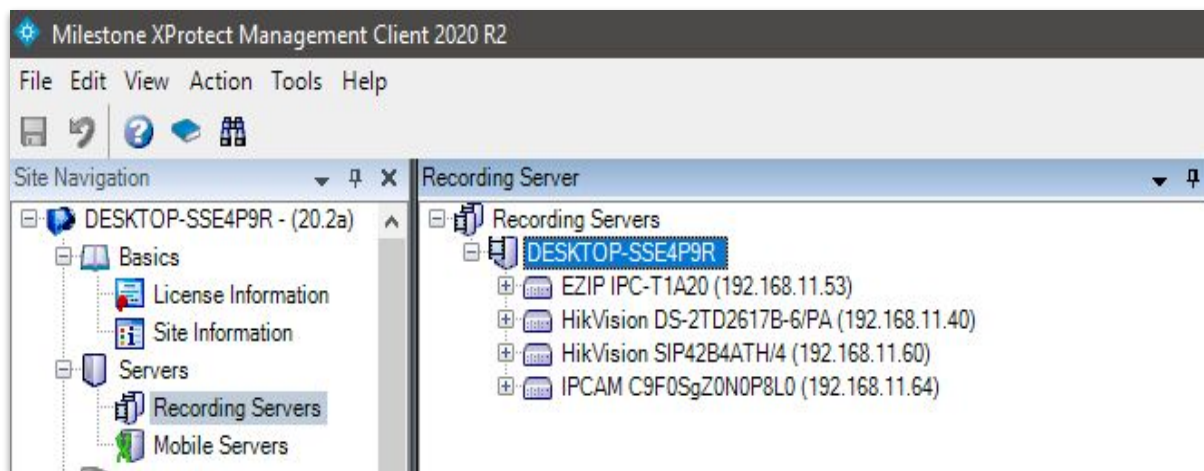 Milestone XProtect Management Client 2020 R2
File Edit View Action Tools Help
Site Navigation
DESKTOP-SSE4P9R - (20.2a)
Basics
License Information
Site Information
Servers
Recording Servers
Mobile Servers
Recording Server
Recording Servers
DESKTOP-SSE4P9R
EZIP IPC-T1A20 (192.168.11.53)
HikVision DS-2TD2617B-6/PA (192.168.11.40)
HikVision SIP42B4ATH/4 (192.168.11.60)
IPCAM C9F0SgZ0N0P8L0 (192.168.11.64)